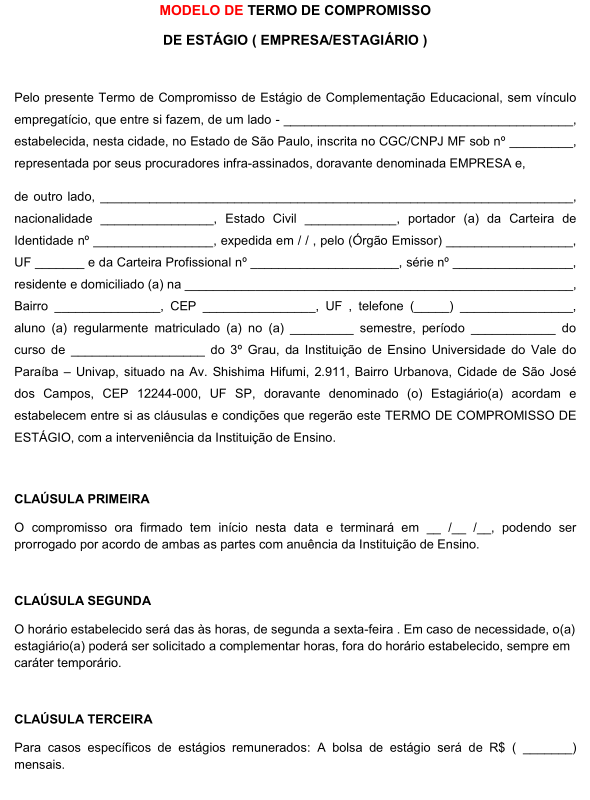 MODELO DE TERMO DE COMPROMISSO
DE ESTÁGIO ( EMPRESA/ESTAGIÁRIO )
Pelo presente Termo de Compromisso de Estágio de Complementação Educacional, sem vínculo
empregatício, que entre si fazem, de um lado - _________________________________________,
estabelecida, nesta cidade, no Estado de São Paulo, inscrita no CGC/CNPJ MF sob nº _________,
representada por seus procuradores infra-assinados, doravante denominada EMPRESA e,
de outro lado, ___________________________________________________________________,
nacionalidade ________________, Estado Civil _____________, portador (a) da Carteira de
Identidade nº _________________, expedida em / / , pelo (Órgão Emissor) __________________,
UF _______ e da Carteira Profissional nº _____________________, série nº _________________,
residente e domiciliado (a) na _______________________________________________________,
Bairro _______________, CEP ________________, UF , telefone (_____) ________________,
aluno (a) regularmente matriculado (a) no (a) _________ semestre, período ____________ do
curso de ___________________ do 3º Grau, da Instituição de Ensino Universidade do Vale do
Paraíba – Univap, situado na Av. Shishima Hifumi, 2.911, Bairro Urbanova, Cidade de São José
dos Campos, CEP 12244-000, UF SP, doravante denominado (o) Estagiário(a) acordam e
estabelecem entre si as cláusulas e condições que regerão este TERMO DE COMPROMISSO DE
ESTÁGIO, com a interveniência da Instituição de Ensino.
CLAÚSULA PRIMEIRA
O compromisso ora firmado tem início nesta data e terminará em __ /__ /__, podendo ser
prorrogado por acordo de ambas as partes com anuência da Instituição de Ensino.
CLAÚSULA SEGUNDA
O horário estabelecido será das às horas, de segunda a sexta-feira . Em caso de necessidade, o(a)
estagiário(a) poderá ser solicitado a complementar horas, fora do horário estabelecido, sempre em
caráter temporário.
CLAÚSULA TERCEIRA
Para casos específicos de estágios remunerados: A bolsa de estágio será de R$ ( _______)
mensais.